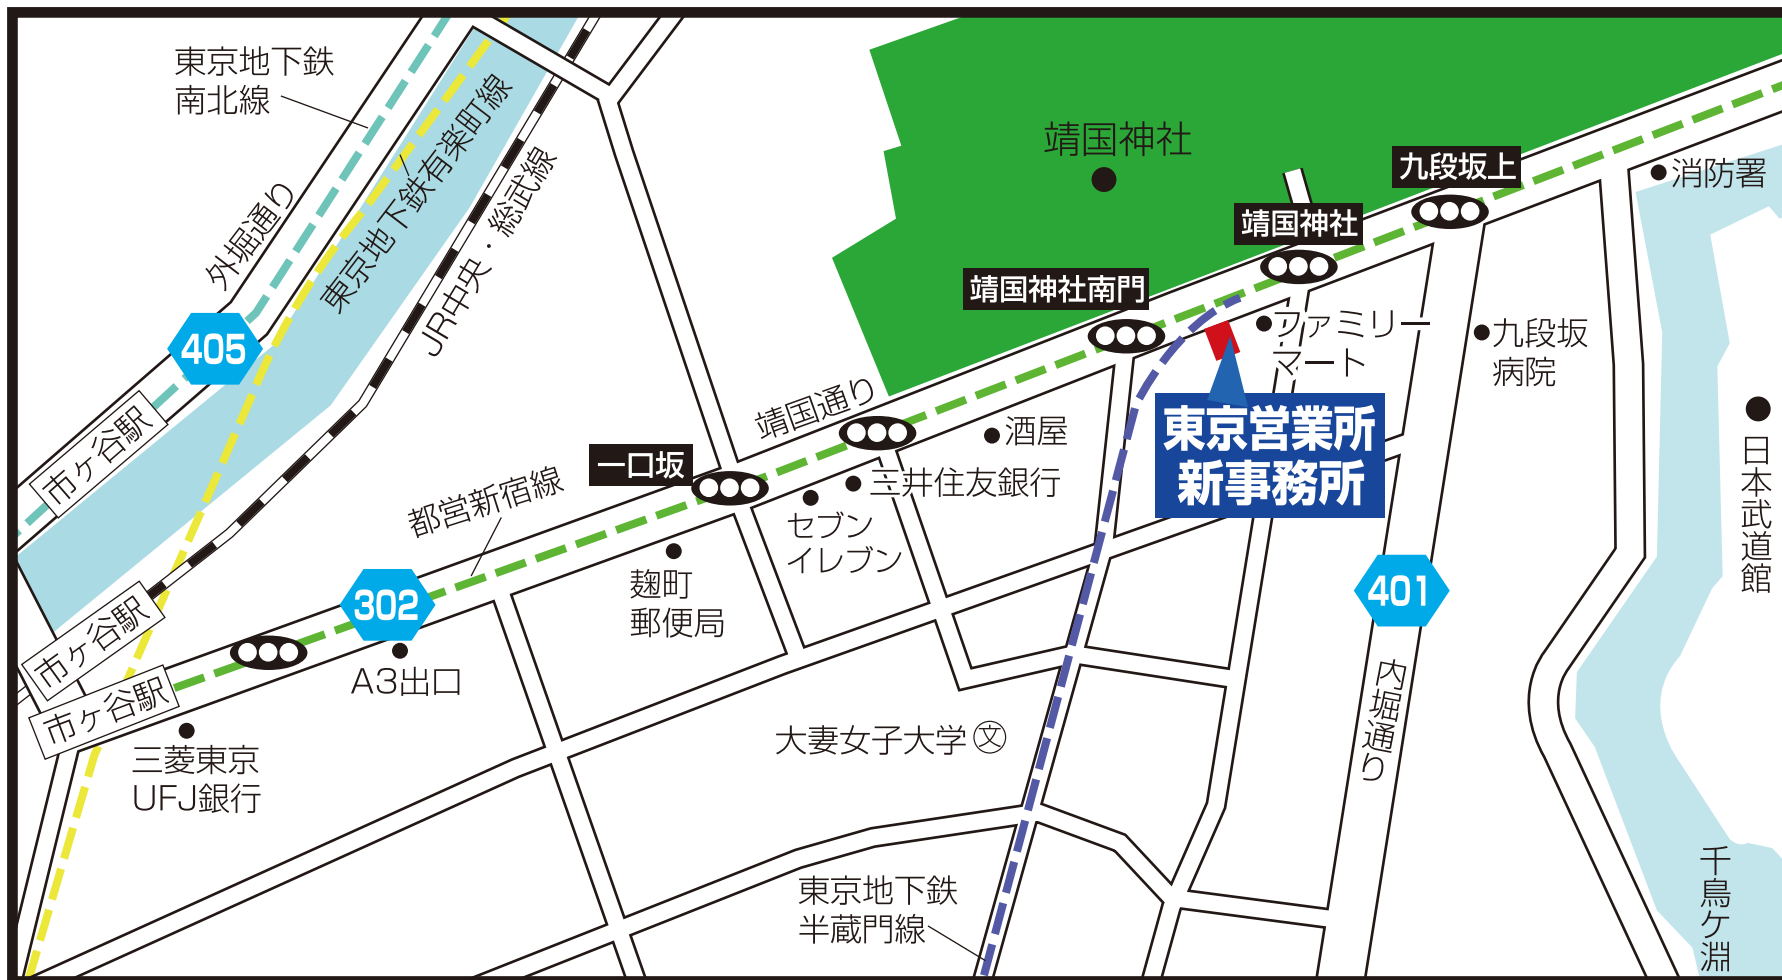 東京地下鉄
南北線
外堀通り
東京地下鉄有楽町線
JR中央・総武線
405
市ヶ谷駅
市ヶ谷駅
市ヶ谷駅
302
都営新宿線
A3出口
三菱東京
UFJ銀行
一口坂
靖国通り
麹町
郵便局
セブン
イレブン
三井住友銀行
酒屋
靖国神社
靖国神社南門
靖国神社
九段坂上
消防署
ファミリー
マート
九段坂
病院
東京営業所
新事務所
日本武道館
401
内堀通り
大妻女子大学
文
東京地下鉄
半蔵門線
千鳥ケ淵